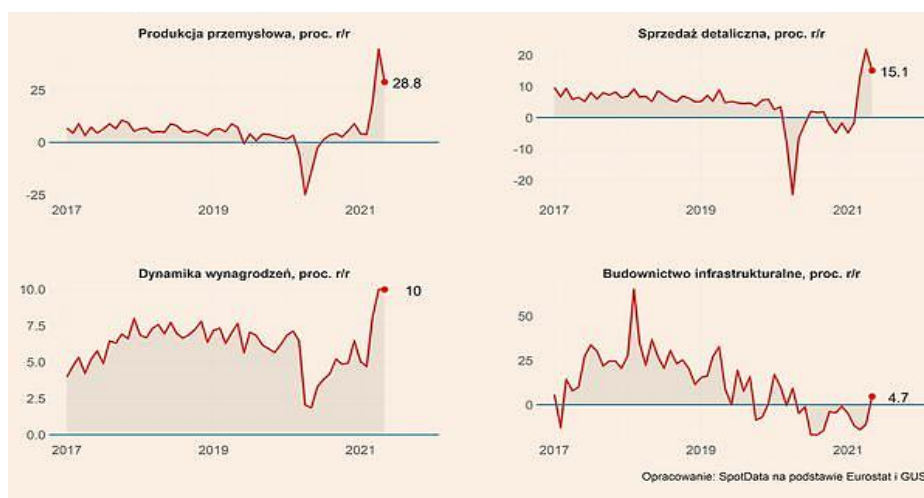 Produkcja przemysłowa, proc. r/r
25
0
-25
28.8
2017 2019 2021
Sprzedaż detaliczna, proc. r/r
20
10
0
-10
-20
15.1
2017 2019 2021
Dynamika wynagrodzeń, proc. r/r
10.0
7.5
5.0
2.5
0.0
10
2017 2019 2021
Budownictwo infrastrukturalne, proc. r/r
50
25
0
4.7
2017 2019 2021
Opracowanie: SpotData na podstawie Eurostat i GUS